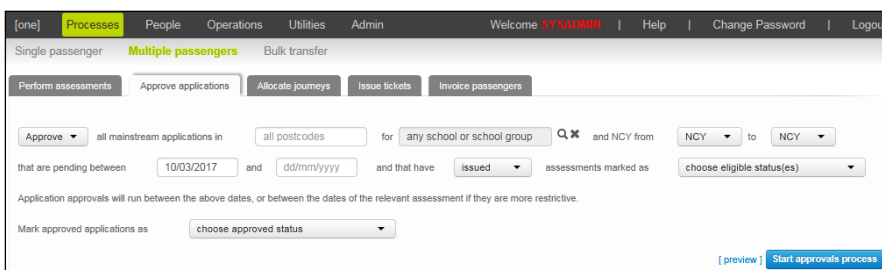 [one] Processes People Operations Utilities Admin Welcome SYSADMIN | Help | Change Password | Logou
Single passenger Multiple passengers Bulk transfer
Perform assessments Approve applications Allocate journeys Issue tickets Invoice passengers
Approve all mainstream applications in all postcodes for any school or school group and NCY from NCY to NCY
that are pending between 10/03/2017 and dd/mm/yyyy and that have issued assessments marked as choose eligible status(es)
Application approvals will run between the above dates, or between the dates of the relevant assessment if they are more restrictive.
Mark approved applications as choose approved status
[ preview ] Start approvals process